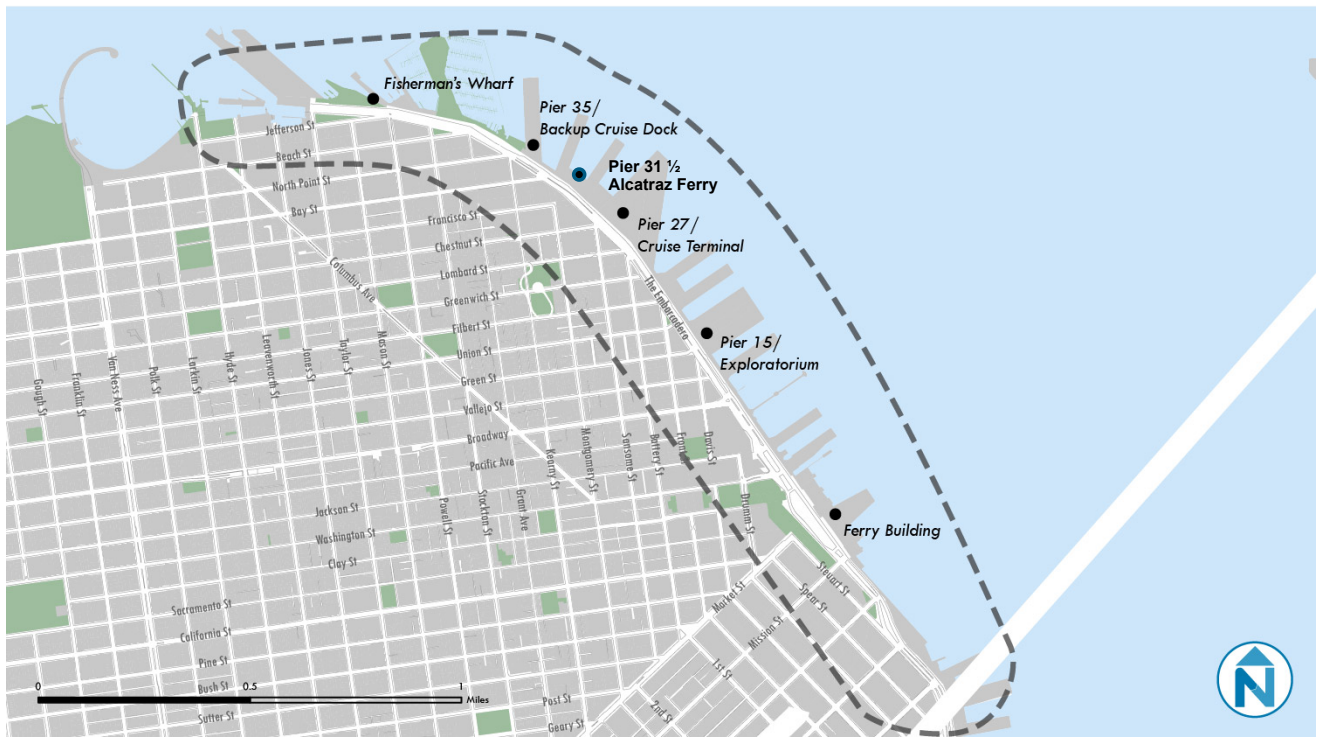 Fisherman's Wharf
Pier 35/
Backup Cruise Dock
Pier 31 ½
Alcatraz Ferry
Pier 27/
Cruise Terminal
Pier 15/
Exploratorium
Ferry Building
Jefferson St
Beach St
North Point St
Bay St
Francisco St
Chestnut St
Lombard St
Greenwich St
Filbert St
Union St
Green St
Vallejo St
Broadway
Pacific Ave
Jackson St
Washington St
Clay St
Sacramento St
California St
Pine St
Bush St
Sutter St
Post St
Geary St
Columbus Ave
The Embarcadero
Gough St
Franklin St
Van Ness Ave
Polk St
Larkin St
Hyde St
Leavenworth St
Jones St
Taylor St
Mason St
Powell St
Stockton St
Grant Ave
Kearny St
Montgomery St
Sansome St
Battery St
Front St
Davis St
Drumm St
Market St
Steuart St
Spear St
Mission St
1st St
2nd St
0
0.5
1
Miles
N